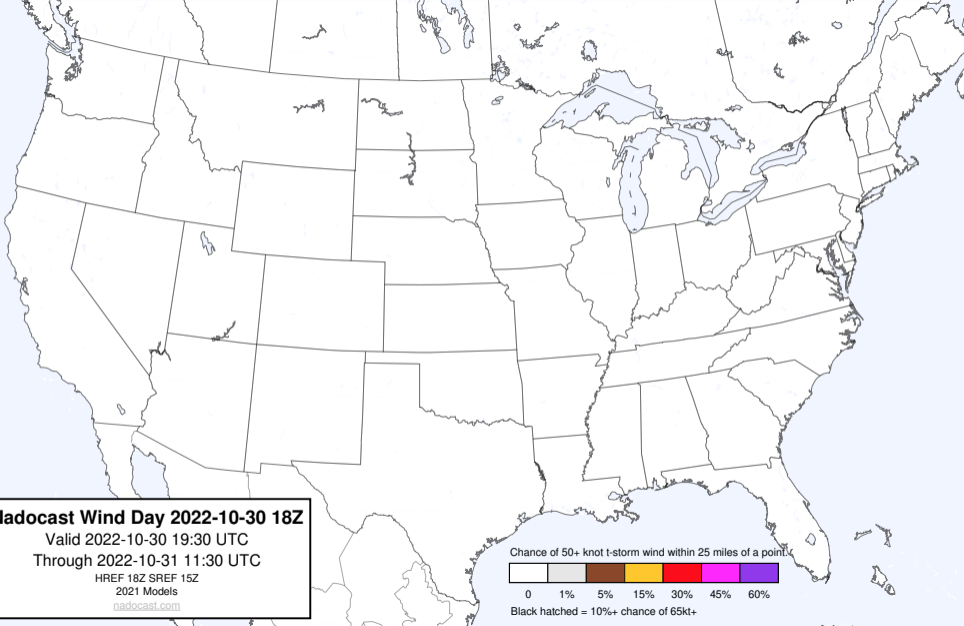 Nadocast Wind Day 2022-10-30 18Z
Valid 2022-10-30 19:30 UTC
Through 2022-10-31 11:30 UTC
HREF 18Z SREF 15Z
2021 Models
nadocast.com
Chance of 50+ knot t-storm wind within 25 miles of a point.
0 1% 5% 15% 30% 45% 60%
Black hatched = 10%+ chance of 65kt+